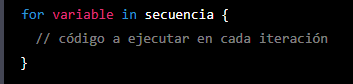 for variable in secuencia {
// código a ejecutar en cada iteración
}